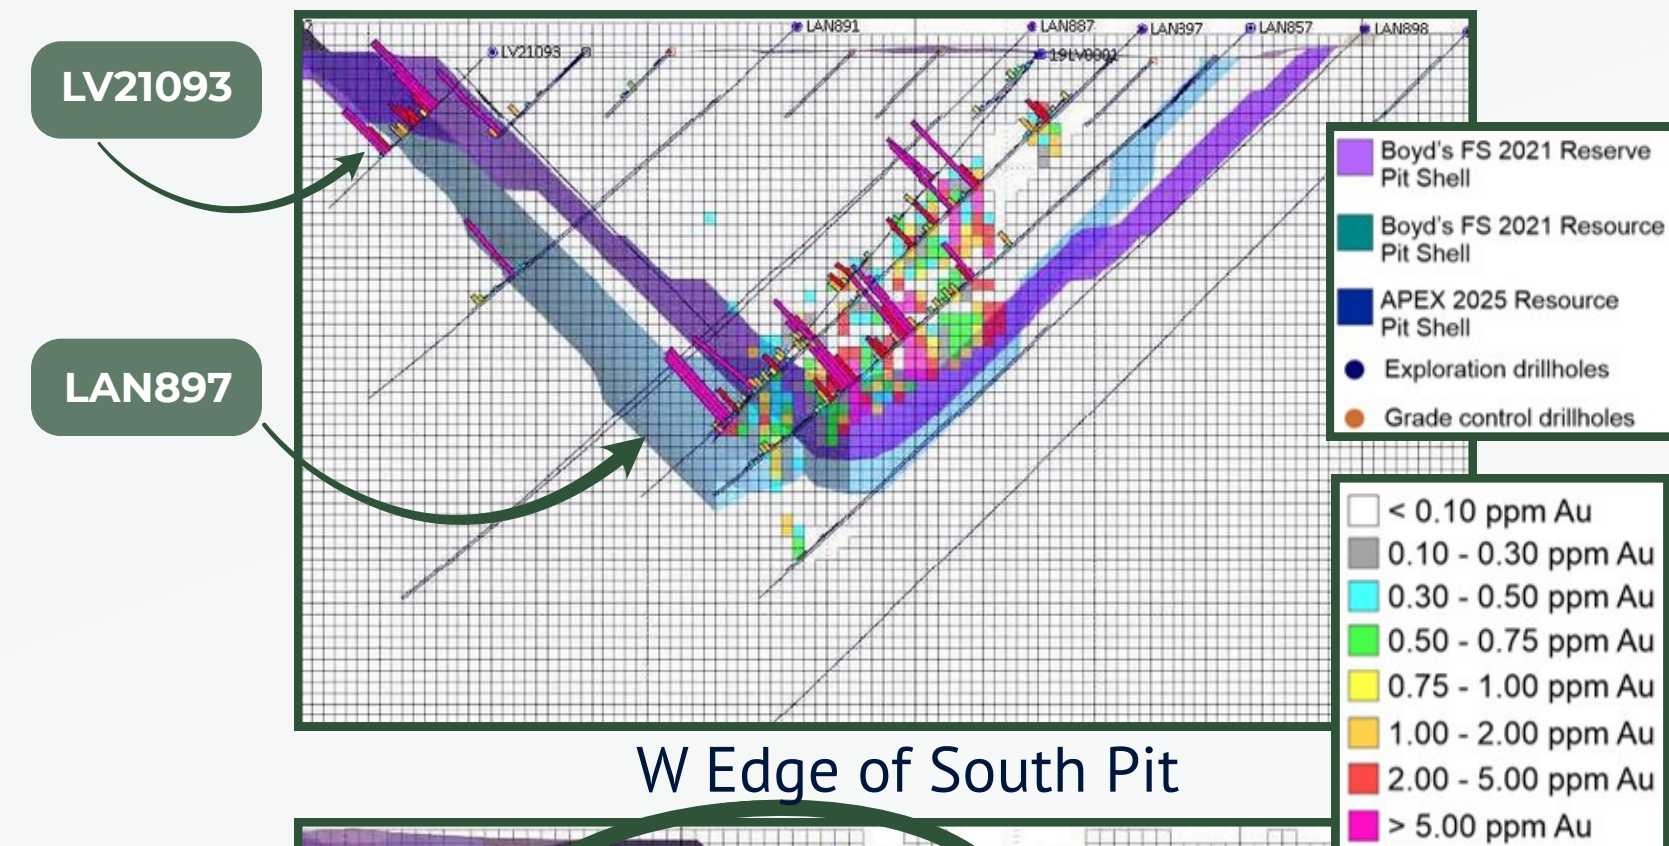 LV21093
LAN897
LAN891
LAN887
LAN397
LAN857
LAN898
LV21093
19LV0001
Boyd's FS 2021 Reserve
Pit Shell
Boyd's FS 2021 Resource
Pit Shell
APEX 2025 Resource
Pit Shell
Exploration drillholes
Grade control drillholes
< 0.10 ppm Au
0.10 - 0.30 ppm Au
0.30 - 0.50 ppm Au
0.50 - 0.75 ppm Au
0.75 - 1.00 ppm Au
1.00 - 2.00 ppm Au
2.00 - 5.00 ppm Au
> 5.00 ppm Au
W Edge of South Pit